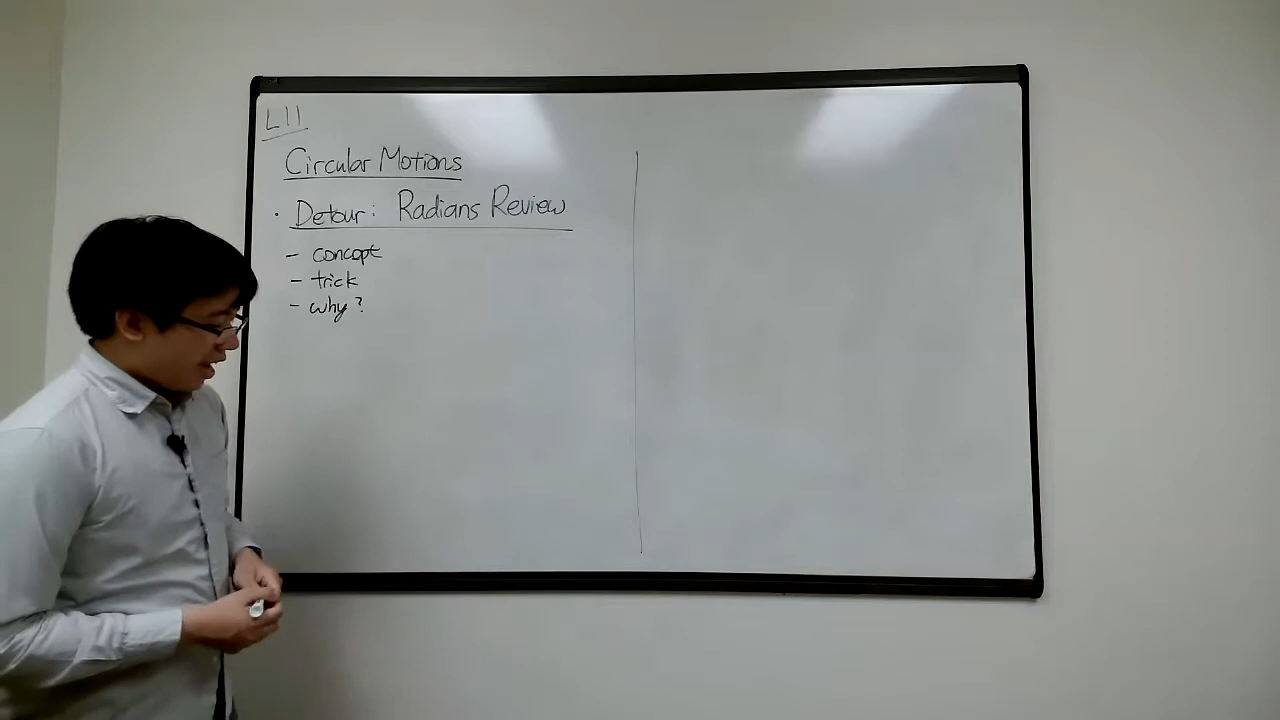 L11
Circular Motions
· Detour: Radians Review
- concept
- trick
- why?